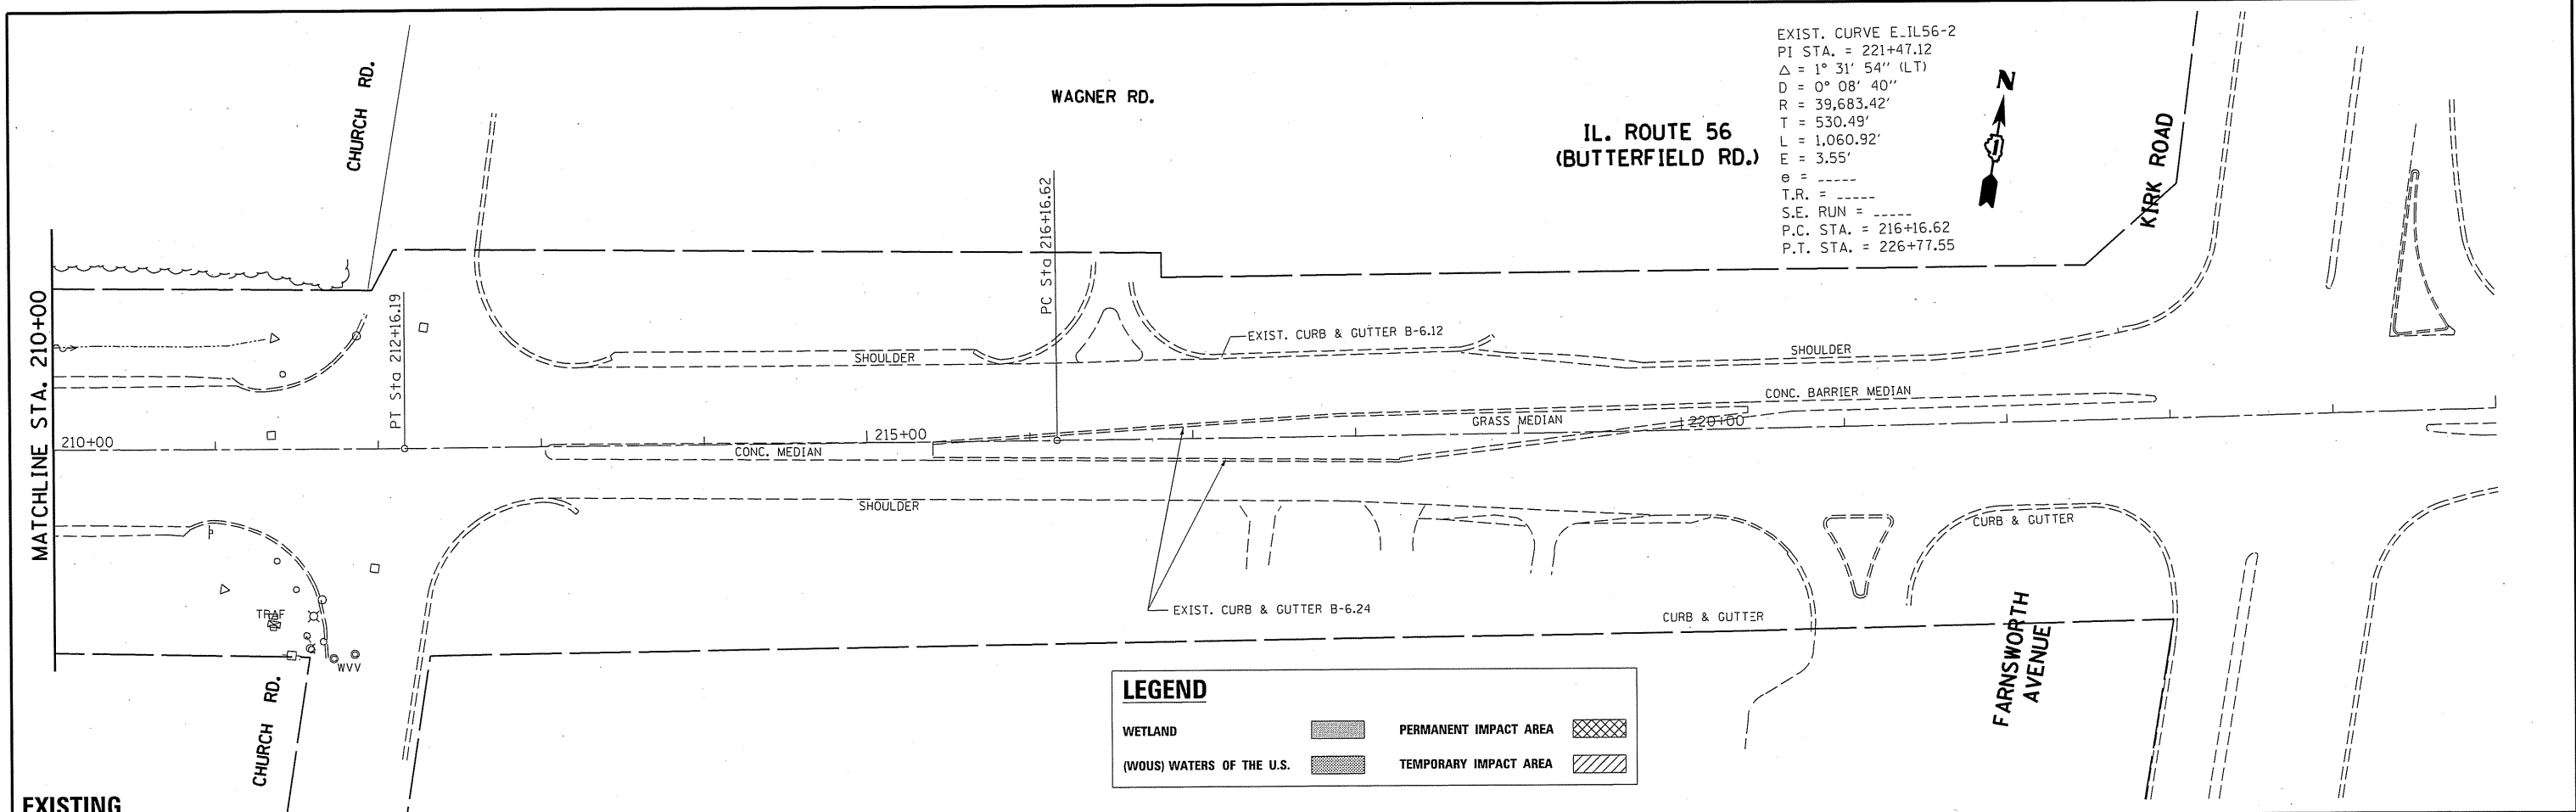 CHURCH RD.
WAGNER RD.
IL. ROUTE 56
(BUTTERFIELD RD.)
EXIST. CURVE E_IL56-2
PI STA. = 221+47.12
△ = 1° 31' 54'' (LT)
D = 0° 08' 40''
R = 39,683.42'
T = 530.49'
L = 1,060.92'
E = 3.55'
e = _____
T.R. = _____
S.E. RUN = _____
P.C. STA. = 216+16.62
P.T. STA. = 226+77.55
N
KIRK ROAD
MATCHLINE STA. 210+00
PT Sta 212+16.19
PC Sta 216+16.62
EXIST. CURB & GUTTER B-6.12
SHOULDER
SHOULDER
CONC. BARRIER MEDIAN
GRASS MEDIAN
220+00
210+00
215+00
CONC. MEDIAN
SHOULDER
CURB & GUTTER
P
TRAF
WVV
EXIST. CURB & GUTTER B-6.24
CURB & GUTTER
FARNSWORTH
AVENUE
CHURCH RD.
LEGEND
WETLAND
PERMANENT IMPACT AREA
(WOUS) WATERS OF THE U.S.
TEMPORARY IMPACT AREA
EXISTING